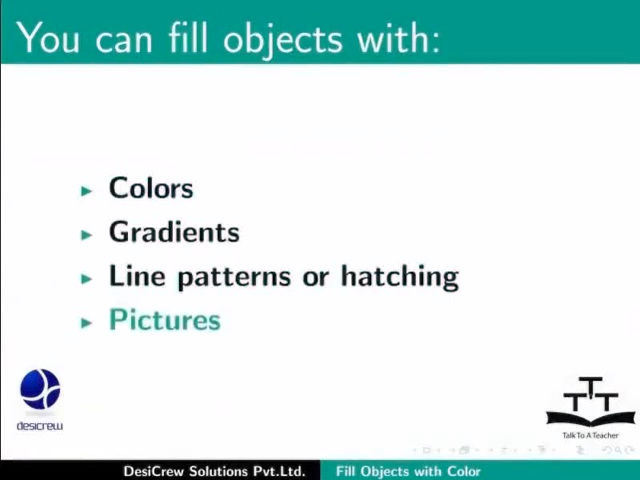 You can fill objects with:
Colors
Gradients
Line patterns or hatching
Pictures
desicrew
TTT
Talk To A Teacher
DesiCrew Solutions Pvt.Ltd.
Fill Objects with Color